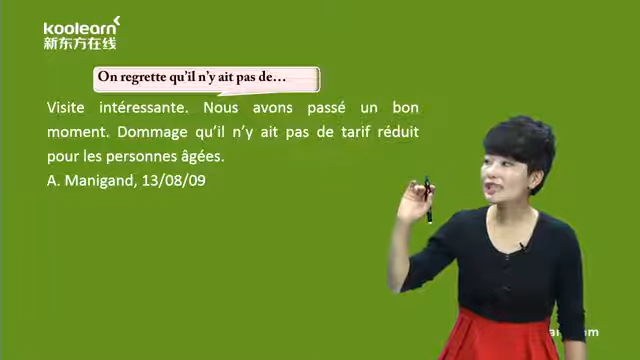 koolearn
新东方在线
On regrette qu'il n'y ait pas de...
Visite intéressante. Nous avons passé un bon
moment. Dommage qu'il n'y ait pas de tarif réduit
pour les personnes âgées.
A. Manigand, 13/08/09